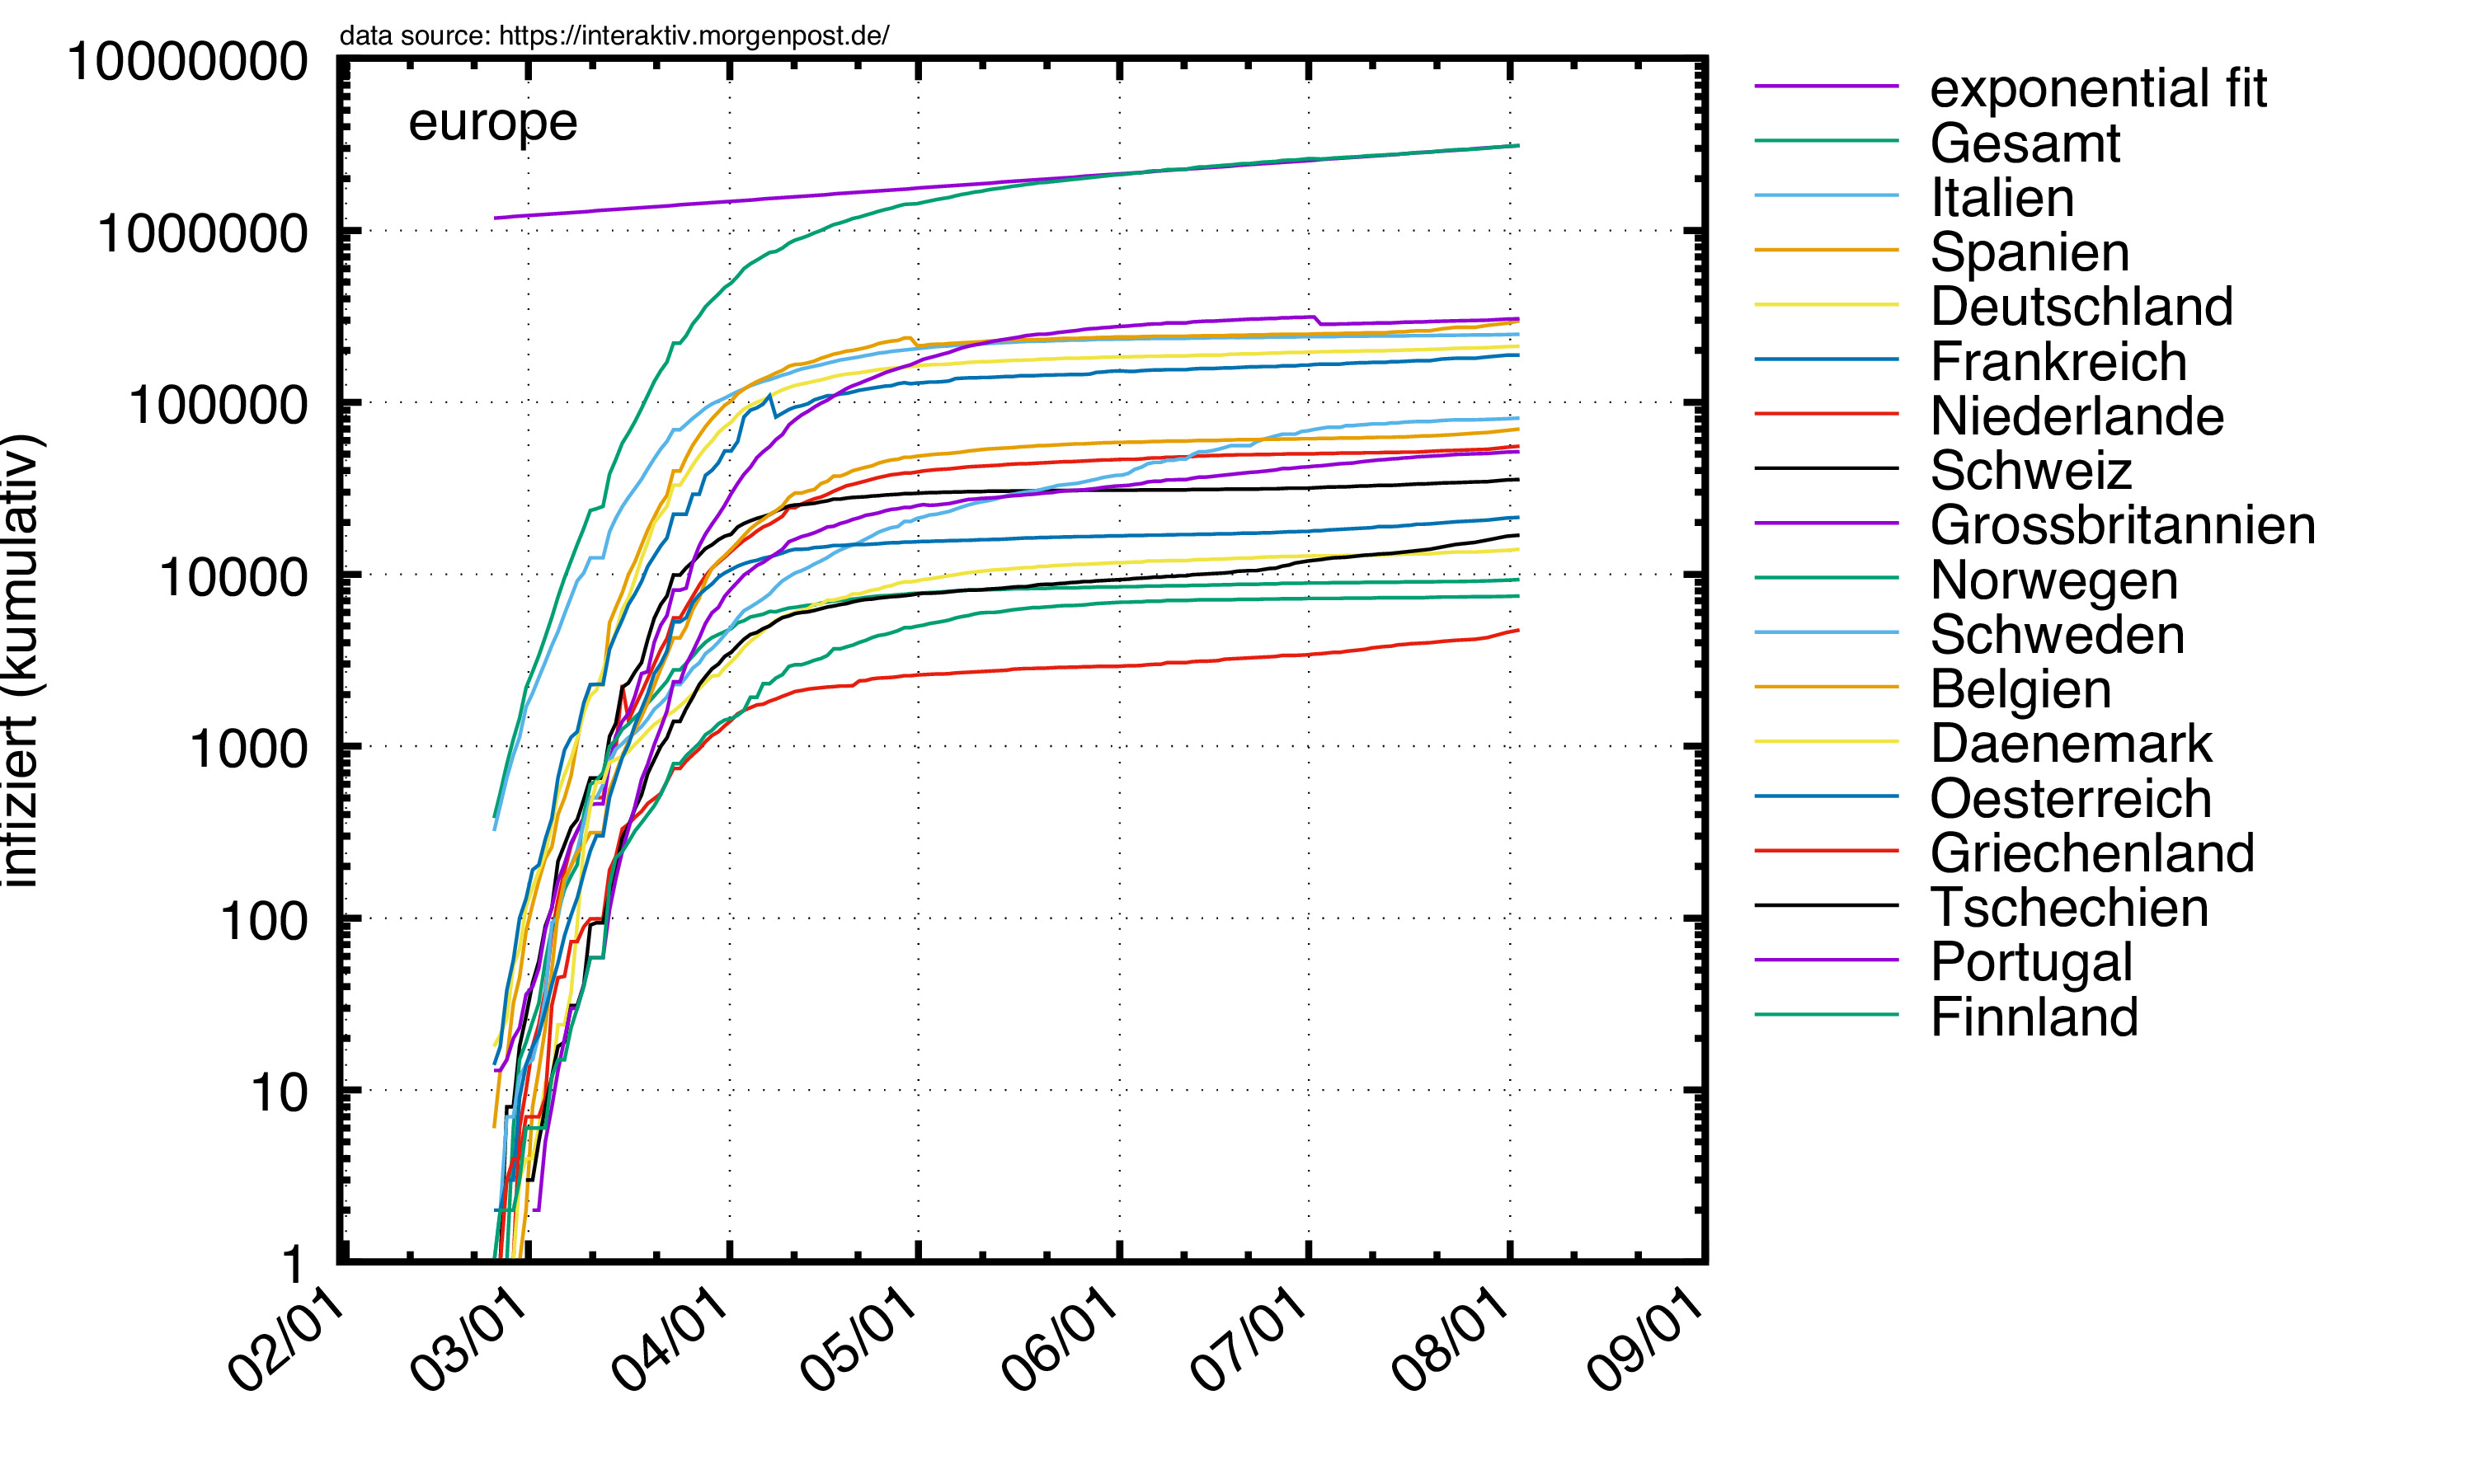 data source: https://interaktiv.morgenpost.de/
europe
10000000
1000000
100000
10000
1000
100
10
1
infiziert (kumulativ)
02/01
03/01
04/01
05/01
06/01
07/01
08/01
09/01
exponential fit
Gesamt
Italien
Spanien
Deutschland
Frankreich
Niederlande
Schweiz
Grossbritannien
Norwegen
Schweden
Belgien
Daenemark
Oesterreich
Griechenland
Tschechien
Portugal
Finnland